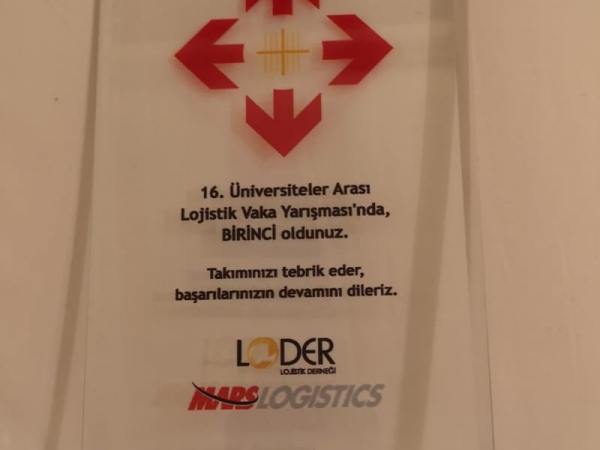 16. Üniversiteler Arası
Lojistik Vaka Yarışması'nda,
BİRİNCİ oldunuz.
Takımınızı tebrik eder,
başarılarınızın devamını dileriz.
LODER
LOJİSTİK DERNEĞİ
MARS LOGISTICS